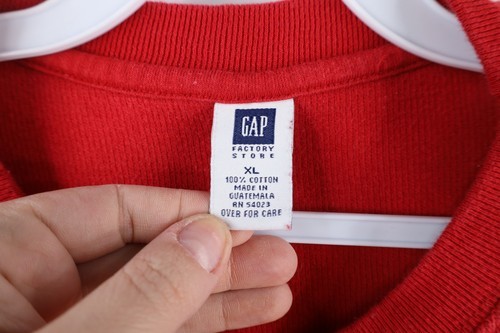 GAP
FACTORY
STORE
XL
100% COTTON
MADE IN
GUATEMALA
RN 54023
OVER FOR CARE